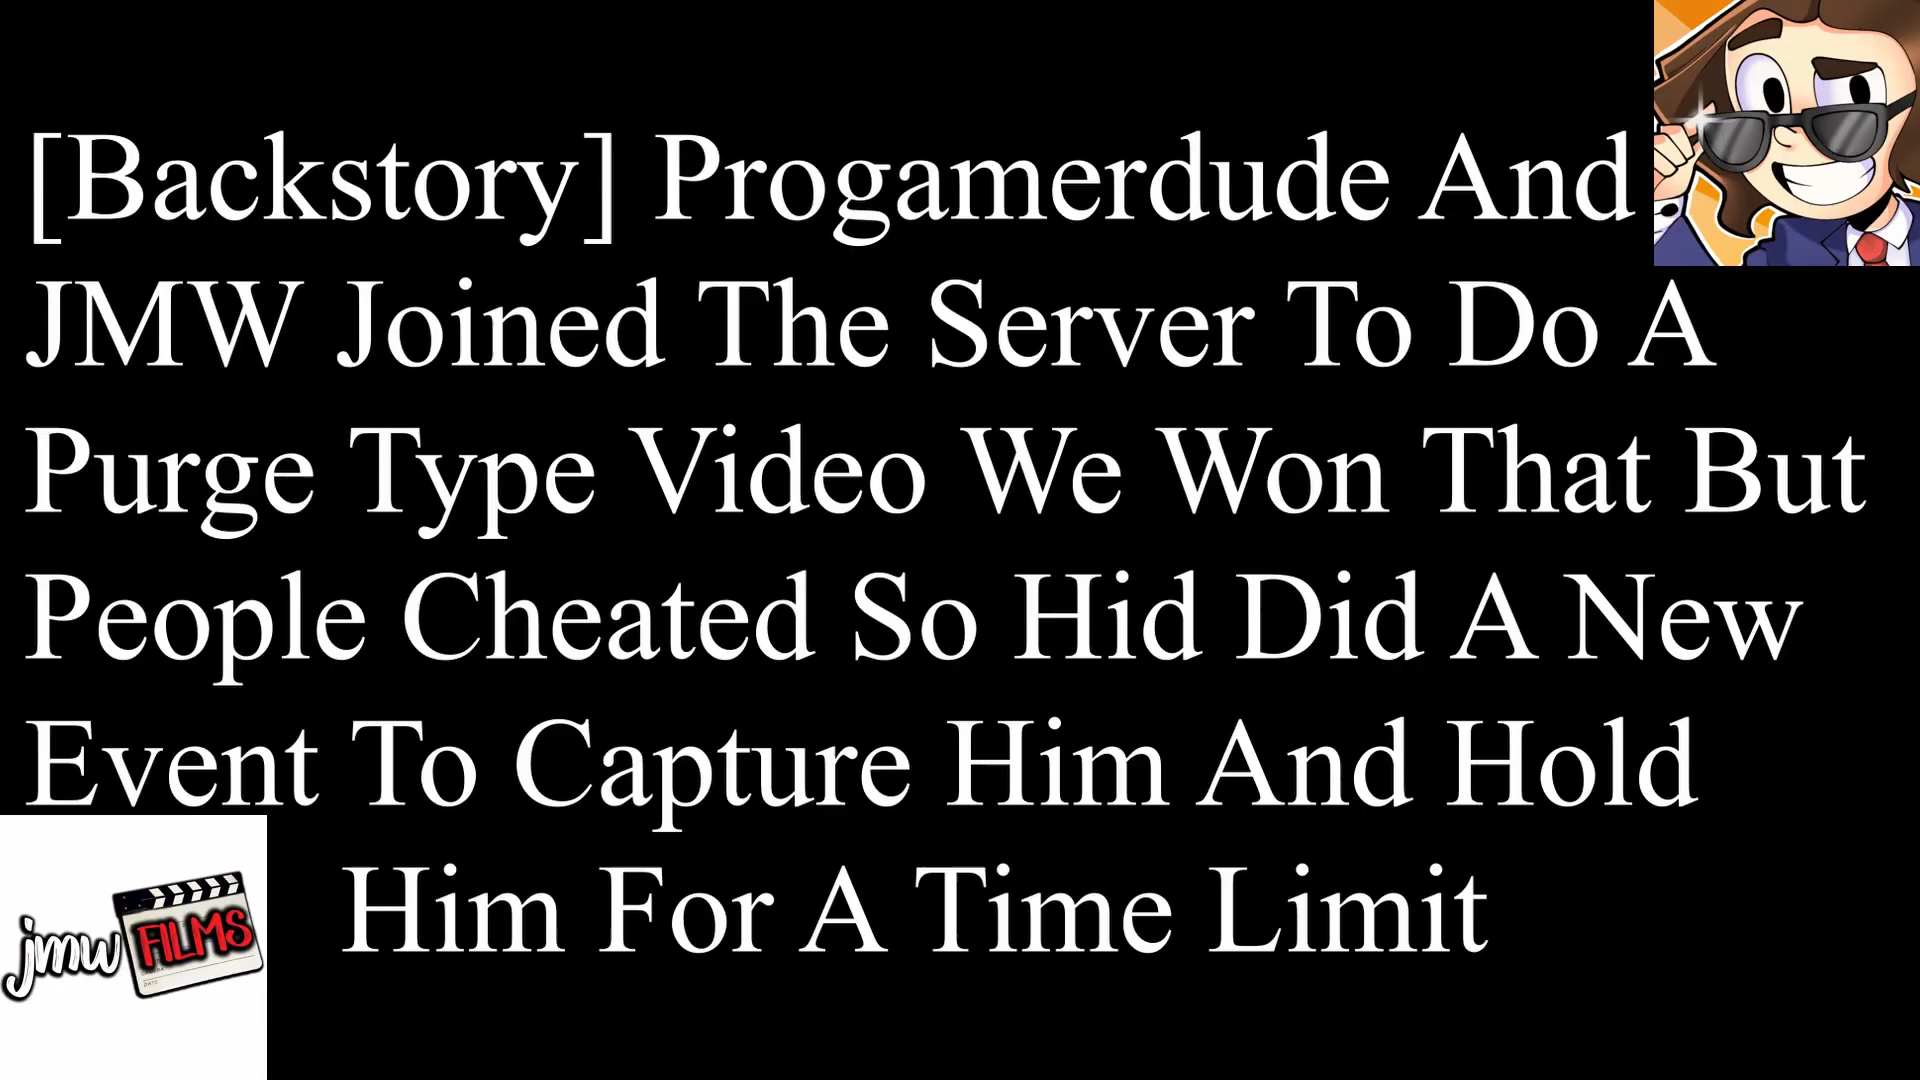 [Backstory] Progamerdude And
JMW Joined The Server To Do A
Purge Type Video We Won That But
People Cheated So Hid Did A New
Event To Capture Him And Hold
Him For A Time Limit
jmw FILMS